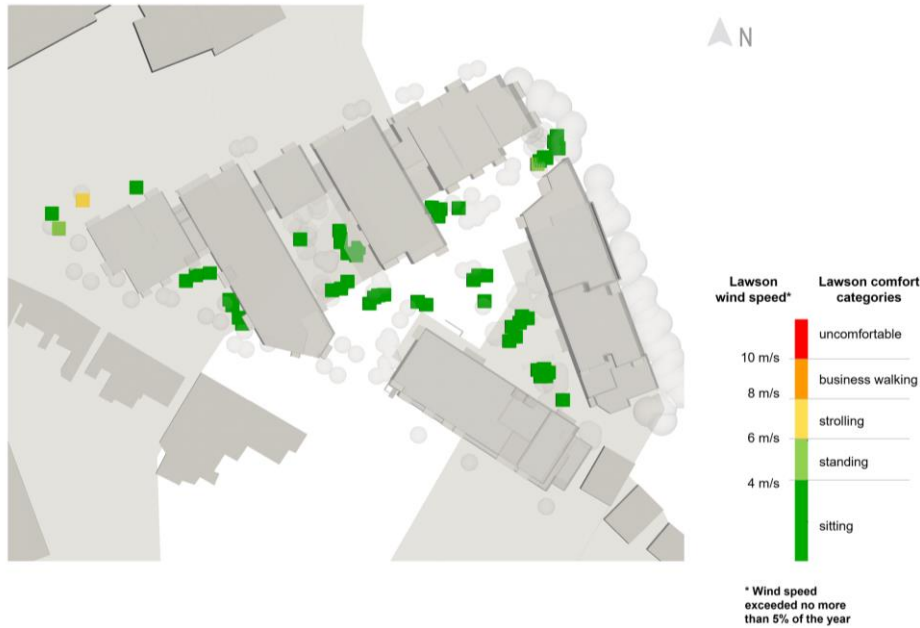 N
Lawson
wind speed*
Lawson comfort
categories
uncomfortable
10 m/s
business walking
8 m/s
strolling
6 m/s
standing
4 m/s
sitting
* Wind speed
exceeded no more
than 5% of the year